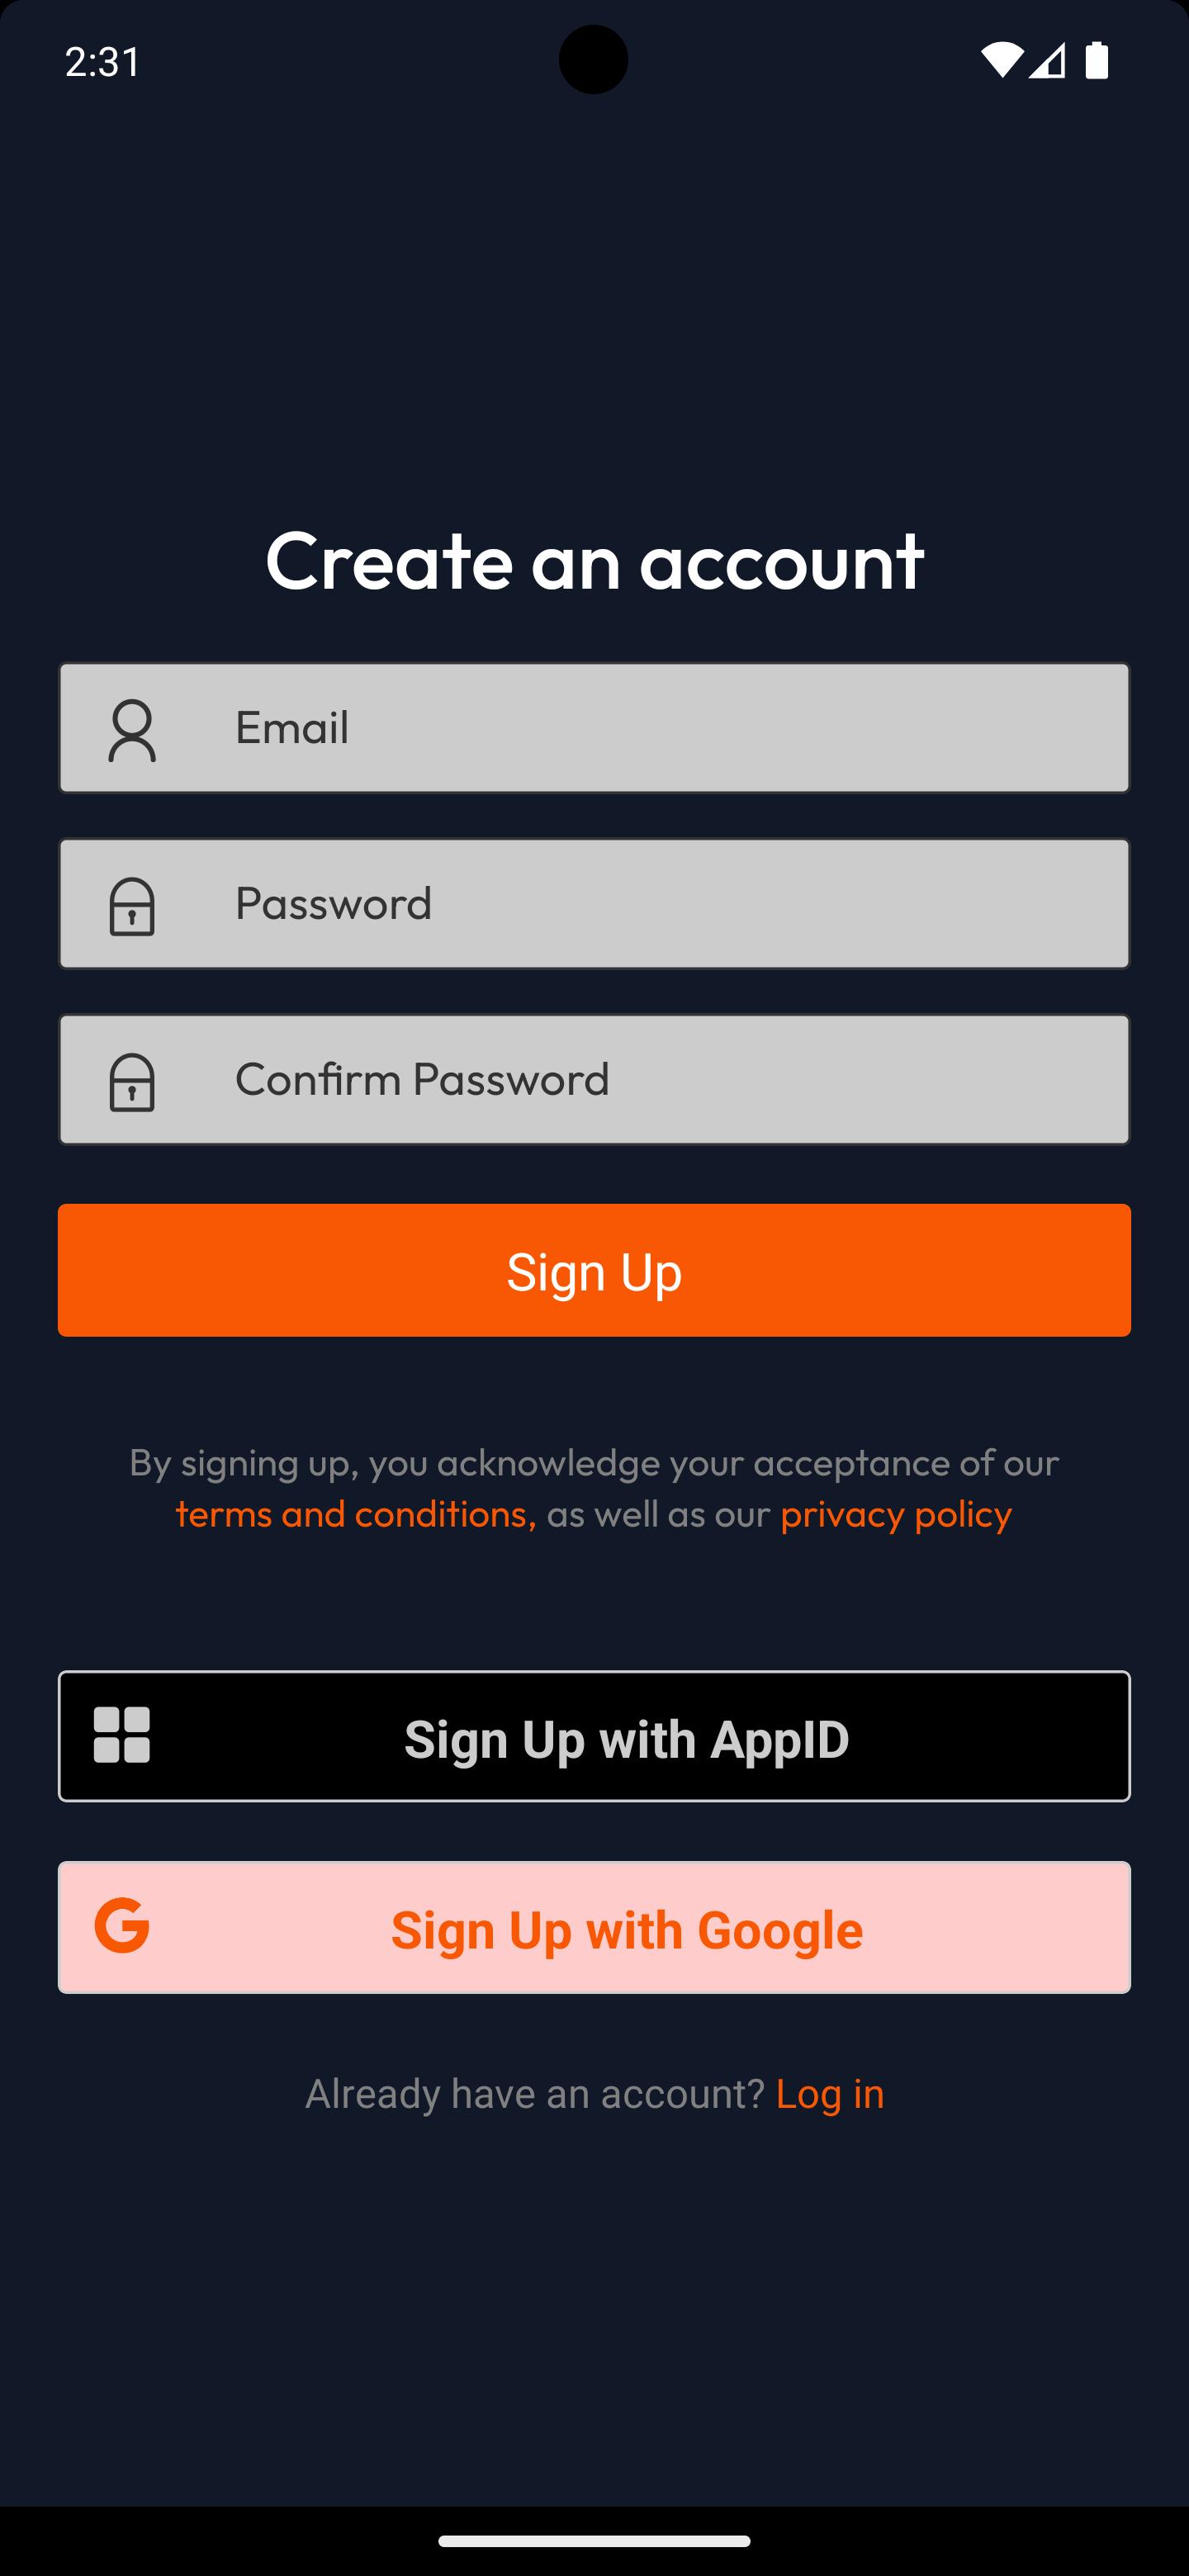 2:31
Create an account
Email
Password
Confirm Password
Sign Up
By signing up, you acknowledge your acceptance of our
terms and conditions, as well as our privacy policy
Sign Up with AppID
Sign Up with Google
Already have an account? Log in